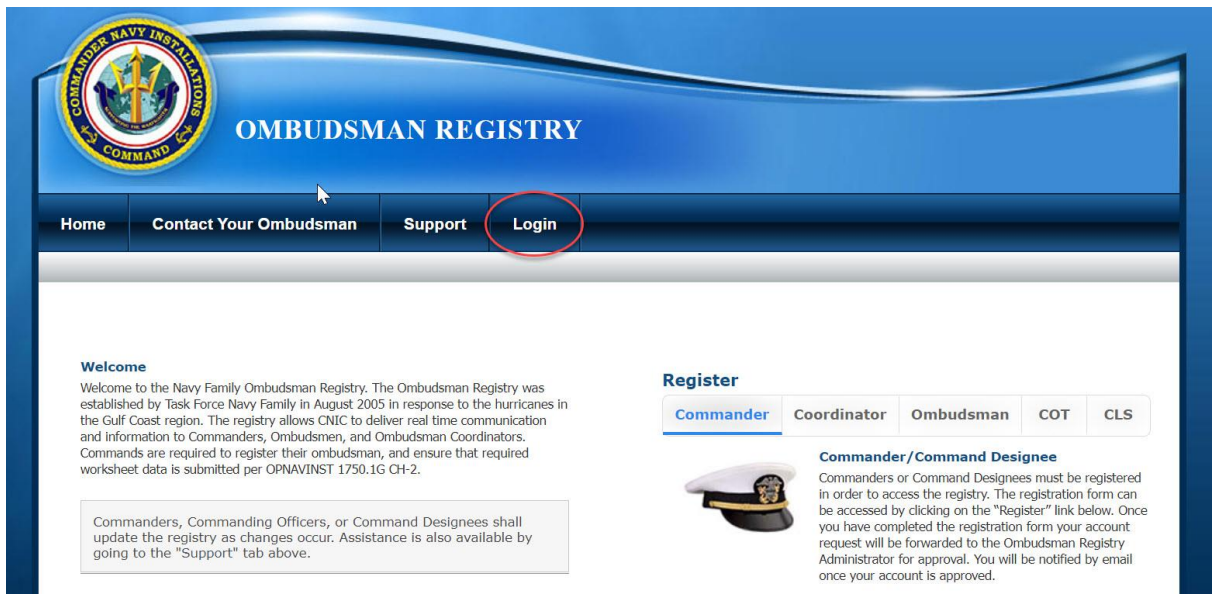 COMMANDER NAVY INSTALLATIONS
COMMAND
OMBUDSMAN REGISTRY
Home
Contact Your Ombudsman
Support
Login
Welcome
Welcome to the Navy Family Ombudsman Registry. The Ombudsman Registry was
established by Task Force Navy Family in August 2005 in response to the hurricanes in
the Gulf Coast region. The registry allows CNIC to deliver real time communication
and information to Commanders, Ombudsmen, and Ombudsman Coordinators.
Commands are required to register their ombudsman, and ensure that required
worksheet data is submitted per OPNAVINST 1750.1G CH-2.
Commanders, Commanding Officers, or Command Designees shall
update the registry as changes occur. Assistance is also available by
going to the "Support" tab above.
Register
Commander
Coordinator
Ombudsman
COT
CLS
Commander/Command Designee
Commanders or Command Designees must be registered
in order to access the registry. The registration form can
be accessed by clicking on the “Register” link below. Once
you have completed the registration form your account
request will be forwarded to the Ombudsman Registry
Administrator for approval. You will be notified by email
once your account is approved.